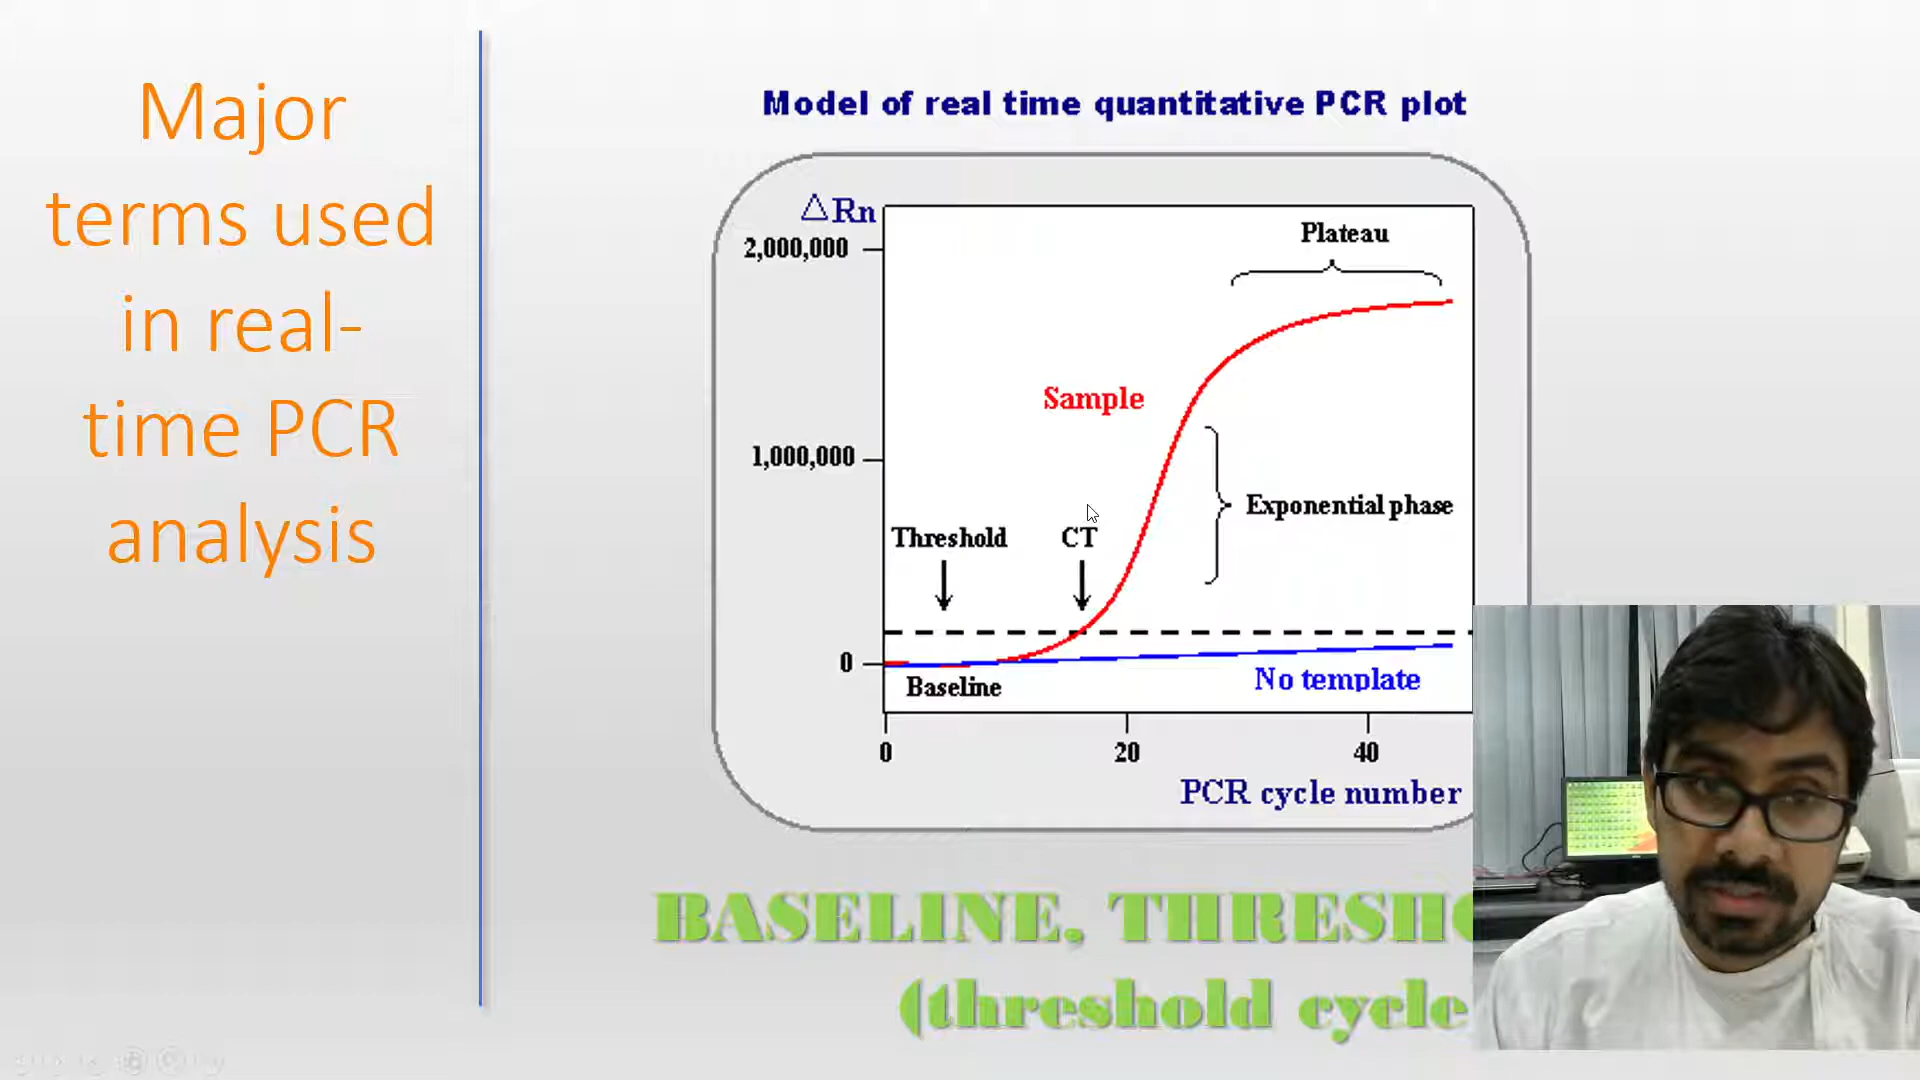 Major
terms used
in real-
time PCR
analysis
Model of real time quantitative PCR plot
△Rn
2,000,000
Plateau
Sample
1,000,000
Exponential phase
Threshold
CT
0
Baseline
No template
0
20
40
PCR cycle number
BASELINE,
(threshold cycle